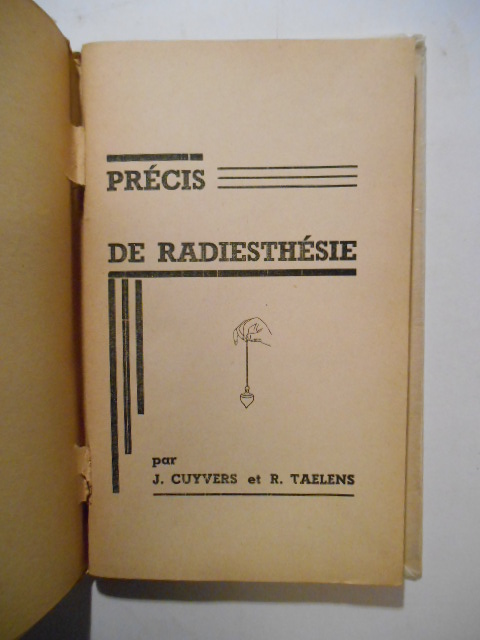 PRÉCIS
DE RADIESTHÉSIE
par
J. CUYVERS et R. TAELENS